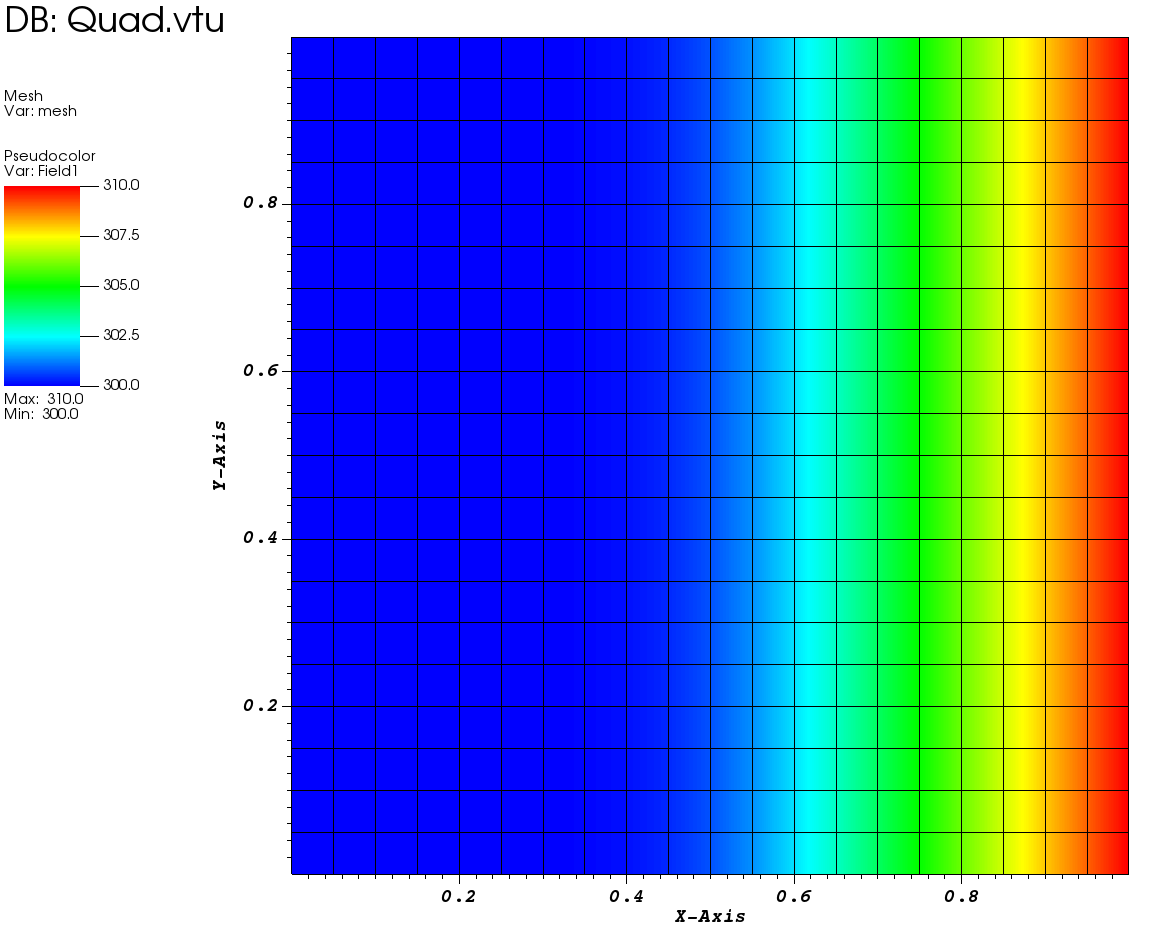 DB: Quad.vtu
Mesh
Var: mesh
Pseudocolor
Var: Field1
310.0
307.5
305.0
302.5
300.0
Max: 310.0
Min: 300.0
Y-Axis
0.8
0.6
0.4
0.2
0.2 0.4 0.6 0.8
X-Axis